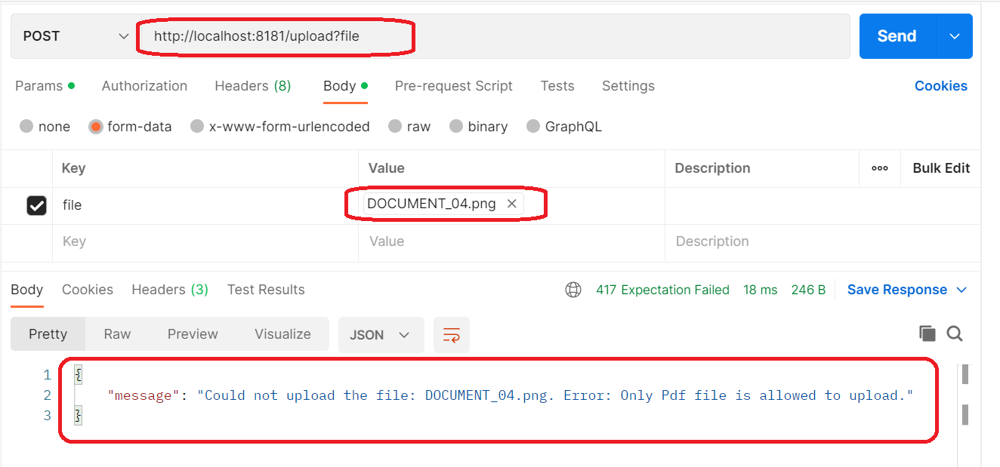 POST http://localhost:8181/upload?file Send
Params Authorization Headers (8) Body Pre-request Script Tests Settings Cookies
none form-data x-www-form-urlencoded raw binary GraphQL
Key Value Description ooo Bulk Edit
file DOCUMENT_04.png ×
Key Value Description
Body Cookies Headers (3) Test Results 417 Expectation Failed 18 ms 246 B Save Response
Pretty Raw Preview Visualize JSON
1 {
2 "message": "Could not upload the file: DOCUMENT_04.png. Error: Only Pdf file is allowed to upload."
3 }